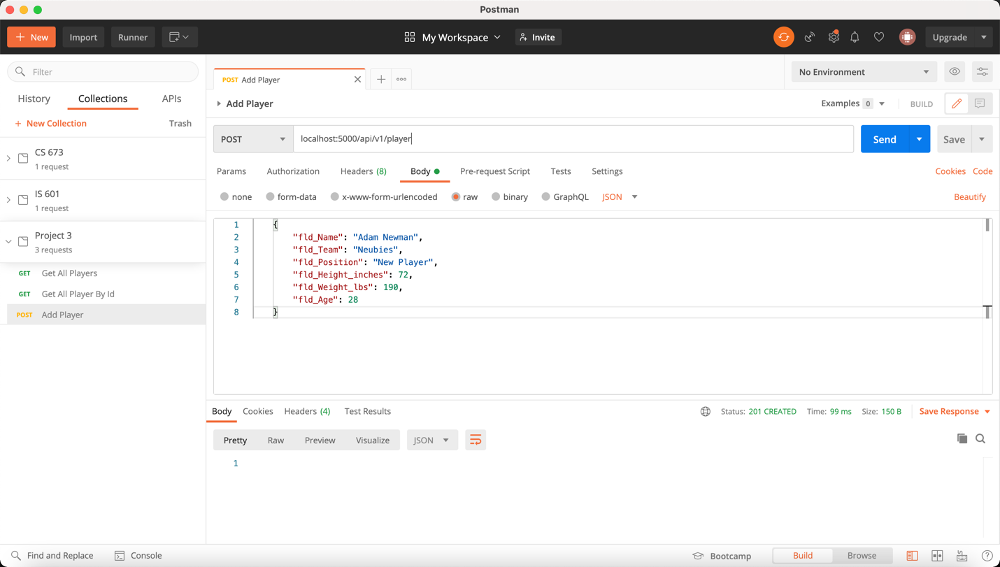 Postman
New
Import
Runner
My Workspace
Invite
Upgrade
Filter
History
Collections
APIs
+ New Collection
Trash
CS 673
1 request
IS 601
1 request
Project 3
3 requests
GET Get All Players
GET Get All Player By Id
POST Add Player
POST Add Player
No Environment
Add Player
Examples 0
BUILD
POST
localhost:5000/api/v1/player
Send
Save
Params
Authorization
Headers (8)
Body
Pre-request Script
Tests
Settings
Cookies
Code
none
form-data
x-www-form-urlencoded
raw
binary
GraphQL
JSON
Beautify
1 {
2 "fld_Name": "Adam Newman",
3 "fld_Team": "Neubies",
4 "fld_Position": "New Player",
5 "fld_Height_inches": 72,
6 "fld_Weight_lbs": 190,
7 "fld_Age": 28
8 }
Body
Cookies
Headers (4)
Test Results
Status: 201 CREATED
Time: 99 ms
Size: 150 B
Save Response
Pretty
Raw
Preview
Visualize
JSON
1
Find and Replace
Console
Bootcamp
Build
Browse
?